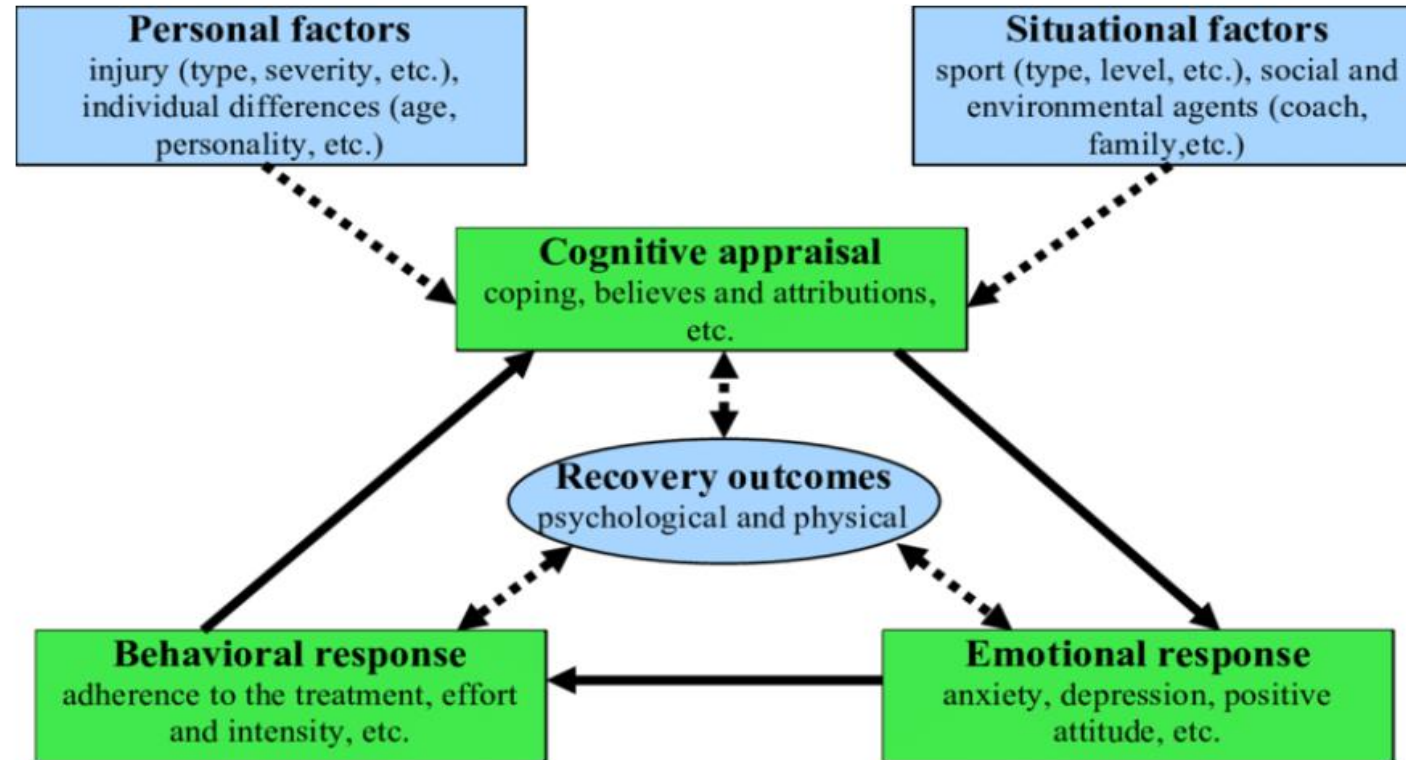 Personal factors
injury (type, severity, etc.),
individual differences (age,
personality, etc.)
Situational factors
sport (type, level, etc.), social and
environmental agents (coach,
family,etc.)
Cognitive appraisal
coping, believes and attributions,
etc.
Recovery outcomes
psychological and physical
Behavioral response
adherence to the treatment, effort
and intensity, etc.
Emotional response
anxiety, depression, positive
attitude, etc.